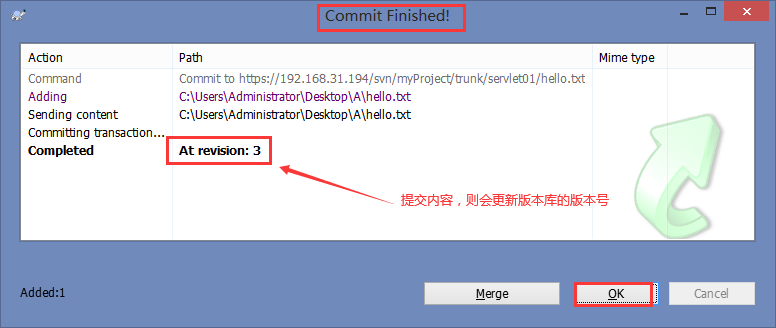 Commit Finished!
Action Path Mime type
Command Commit to https://192.168.31.194/svn/myProject/trunk/servlet01/hello.txt
Adding C:\Users\Administrator\Desktop\A\hello.txt
Sending content C:\Users\Administrator\Desktop\A\hello.txt
Committing transaction...
Completed At revision: 3
提交内容，则会更新版本库的版本号
Added:1 Merge OK Cancel